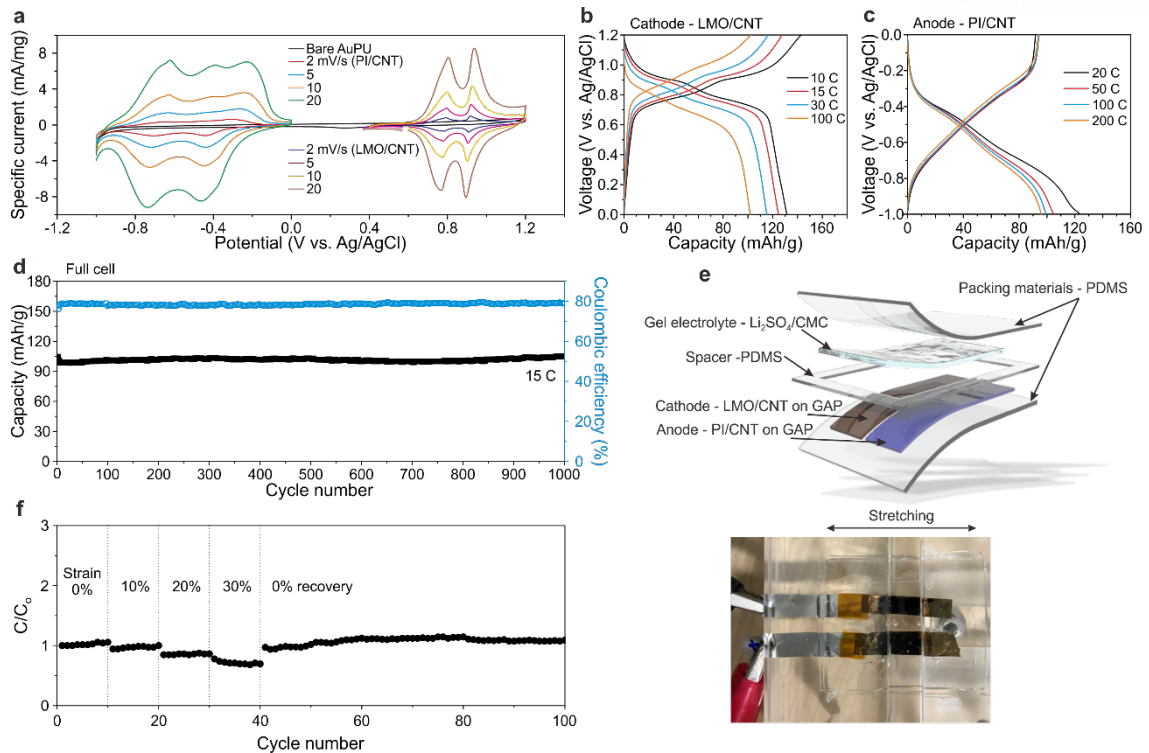 a
Specific current (mA/mg)
8
4
0
-4
-8
Bare AuPU
2 mV/s (PI/CNT)
5
10
20
2 mV/s (LMO/CNT)
5
10
20
-1.2
-0.8
-0.4
0.0
0.4
0.8
1.2
Potential (V vs. Ag/AgCl)
b
Cathode - LMO/CNT
Voltage (V vs. Ag/AgCl)
1.2
1.0
0.8
0.6
0.4
0.2
0.0
10 C
15 C
30 C
100 C
0
40
80
120
160
Capacity (mAh/g)
c
Anode - PI/CNT
Voltage (V vs. Ag/AgCl)
0.0
-0.2
-0.4
-0.6
-0.8
-1.0
20 C
50 C
100 C
200 C
0
40
80
120
160
Capacity (mAh/g)
d
Full cell
Capacity (mAh/g)
180
150
120
90
60
30
0
15 C
100
80
60
40
20
0
Coulombic efficiency (%)
0
100
200
300
400
500
600
700
800
900
1000
Cycle number
e
Packing materials - PDMS
Gel electrolyte - Li₂SO₄/CMC
Spacer -PDMS
Cathode - LMO/CNT on GAP
Anode - PI/CNT on GAP
Stretching
f
C/Cₒ
3
2
1
0
Strain
0%
10%
20%
30%
0% recovery
0
20
40
60
80
100
Cycle number